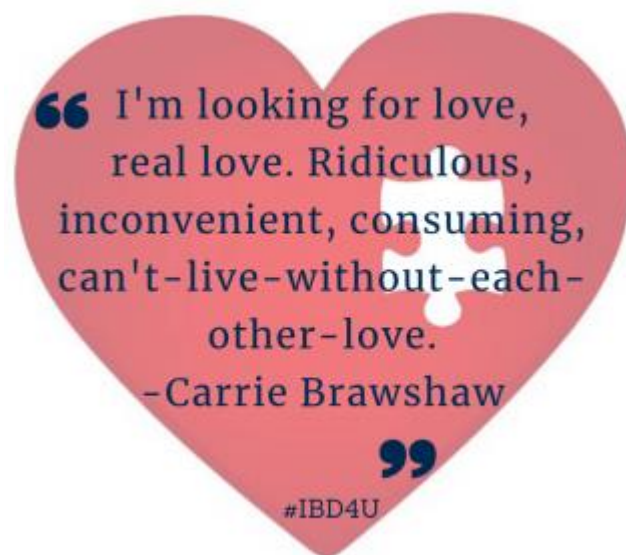 “ I'm looking for love,
real love. Ridiculous,
inconvenient, consuming,
can't-live-without-each-
other-love.
-Carrie Brawshaw
”
#IBD4U